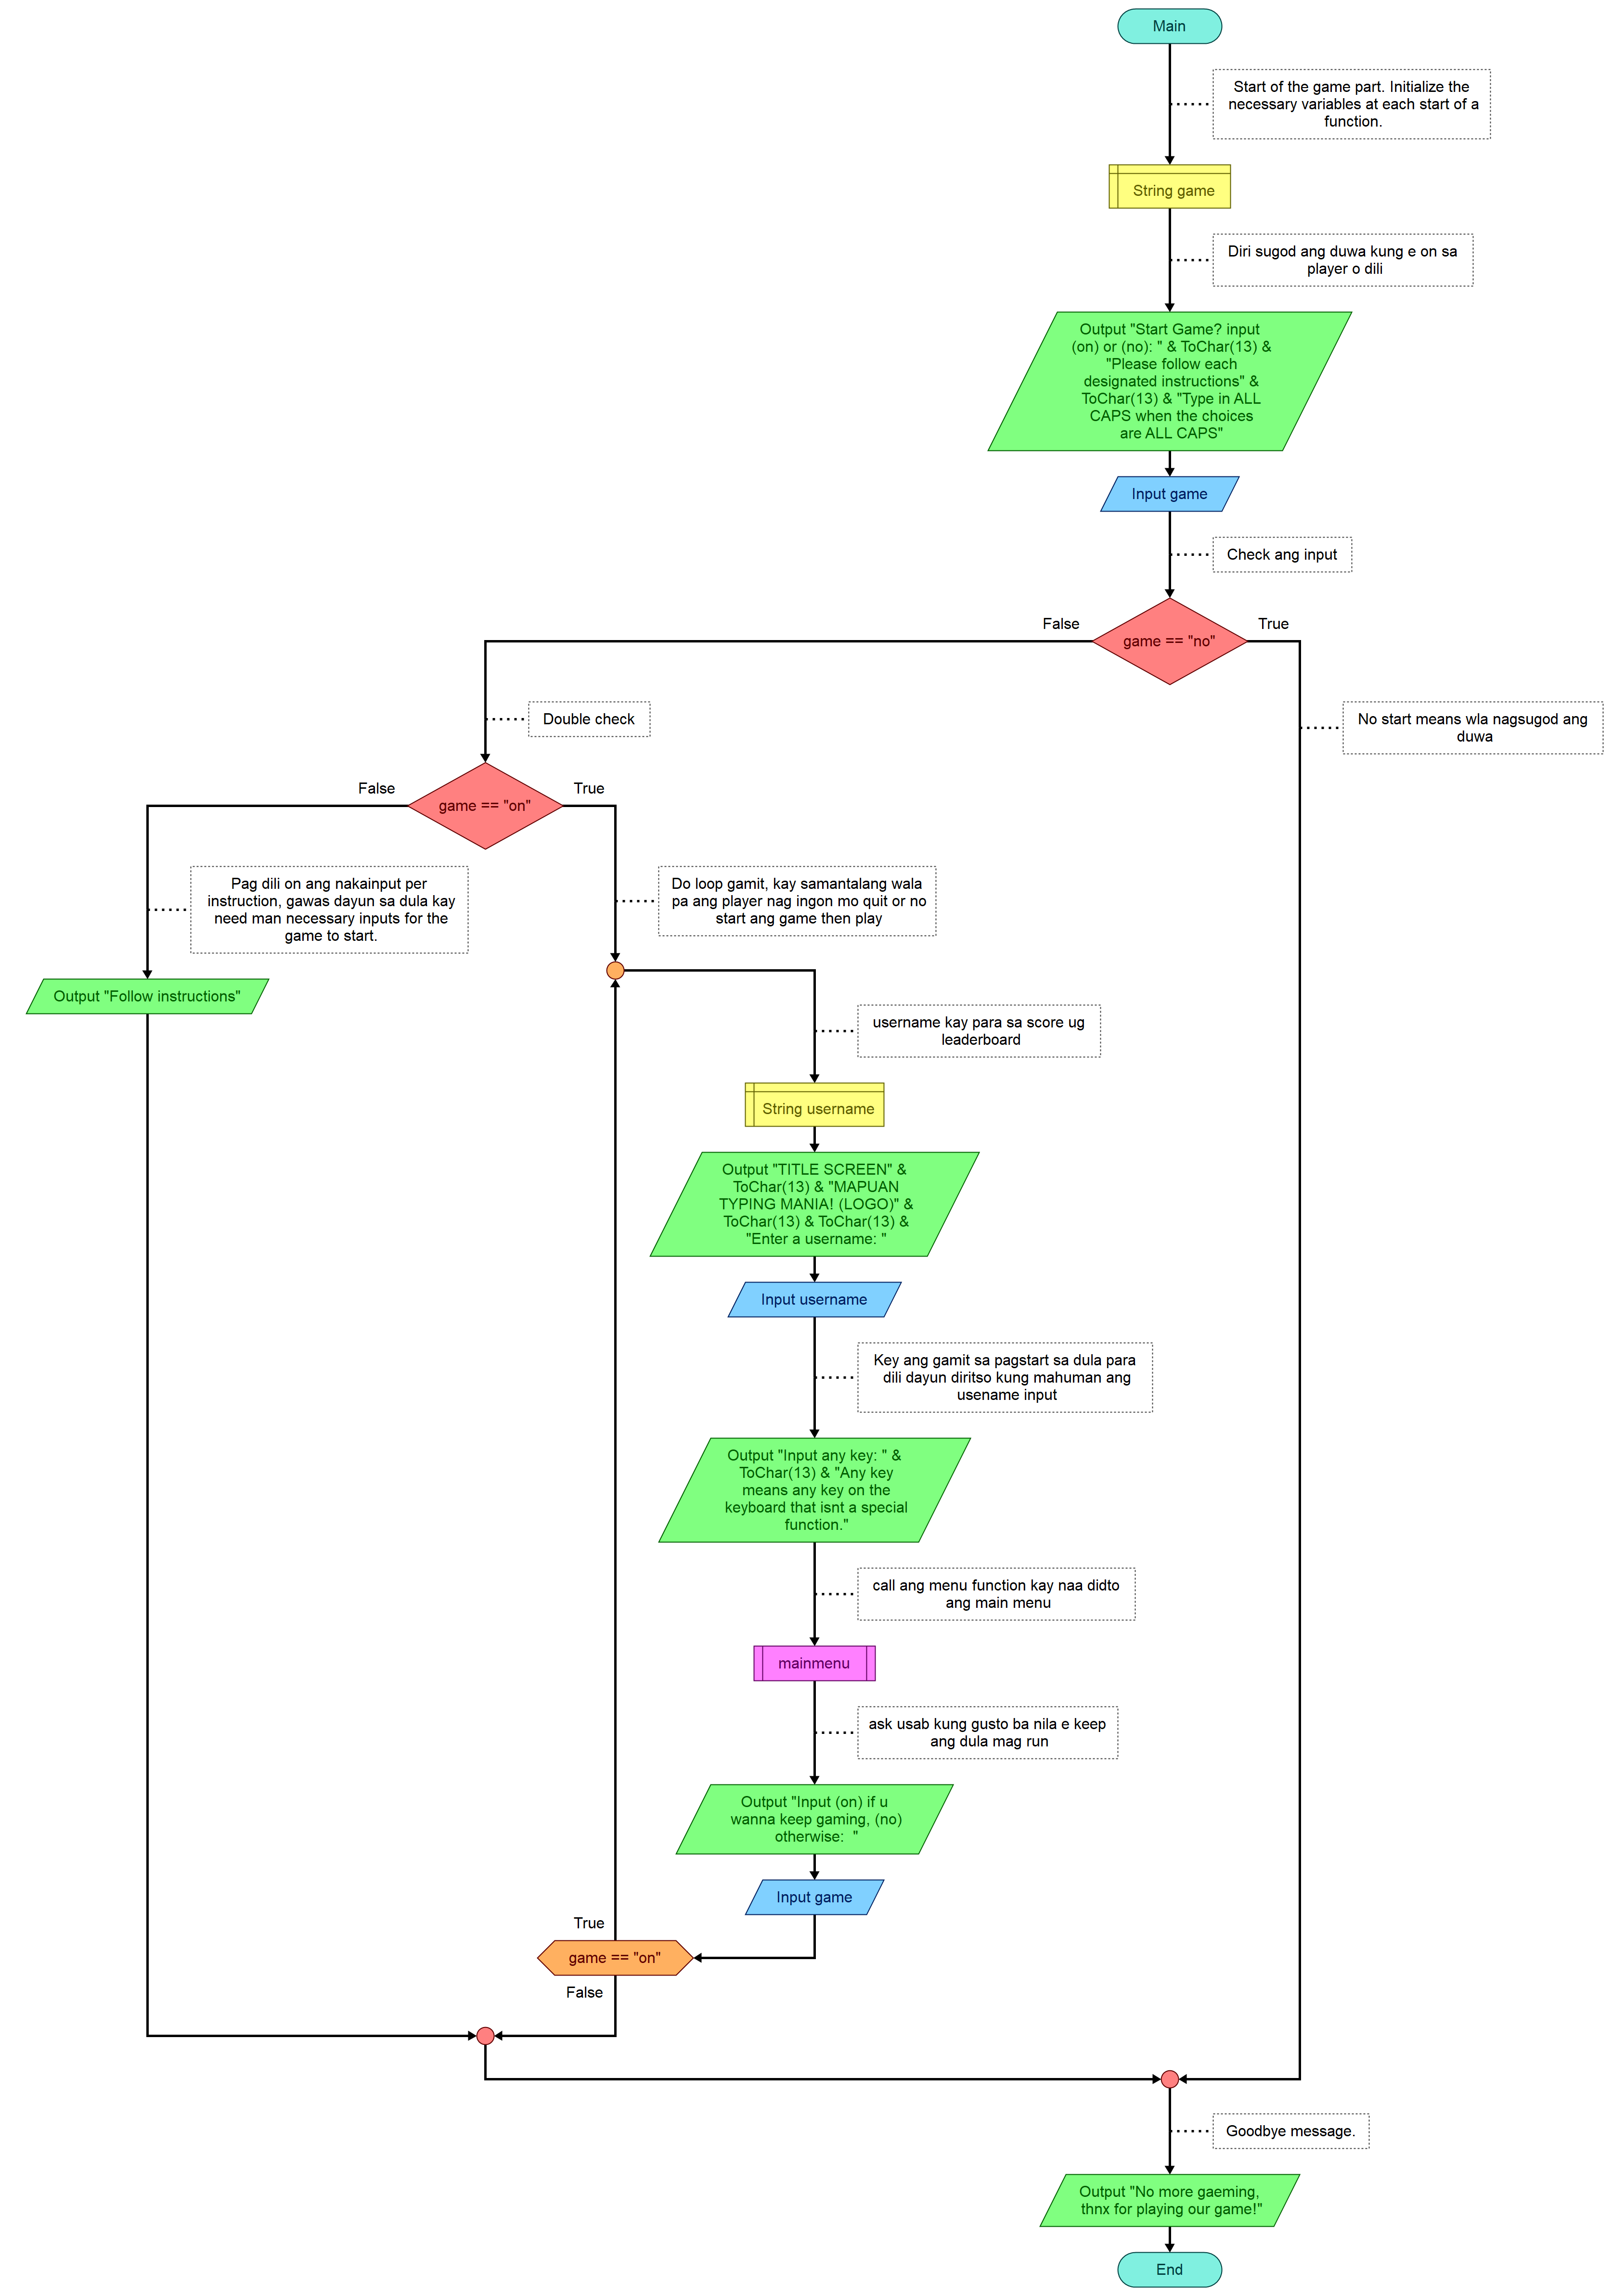 Main
Start of the game part. Initialize the
necessary variables at each start of a
function.
String game
Diri sugod ang duwa kung e on sa
player o dili
Output "Start Game? input
(on) or (no): " & ToChar(13) &
"Please follow each
designated instructions" &
ToChar(13) & "Type in ALL
CAPS when the choices
are ALL CAPS"
Input game
Check ang input
False
True
game == "no"
Double check
No start means wla nagsugod ang
duwa
False
True
game == "on"
Pag dili on ang nakainput per
instruction, gawas dayun sa dula kay
need man necessary inputs for the
game to start.
Do loop gamit, kay samantalang wala
pa ang player nag ingon mo quit or no
start ang game then play
Output "Follow instructions"
username kay para sa score ug
leaderboard
String username
Output "TITLE SCREEN" &
ToChar(13) & "MAPUAN
TYPING MANIA! (LOGO)" &
ToChar(13) & ToChar(13) &
"Enter a username: "
Input username
Key ang gamit sa pagstart sa dula para
dili dayun diritso kung mahuman ang
usename input
Output "Input any key: " &
ToChar(13) & "Any key
means any key on the
keyboard that isnt a special
function."
call ang menu function kay naa didto
ang main menu
mainmenu
ask usab kung gusto ba nila e keep
ang dula mag run
Output "Input (on) if u
wanna keep gaming, (no)
otherwise:  "
Input game
True
game == "on"
False
Goodbye message.
Output "No more gaeming,
thnx for playing our game!"
End